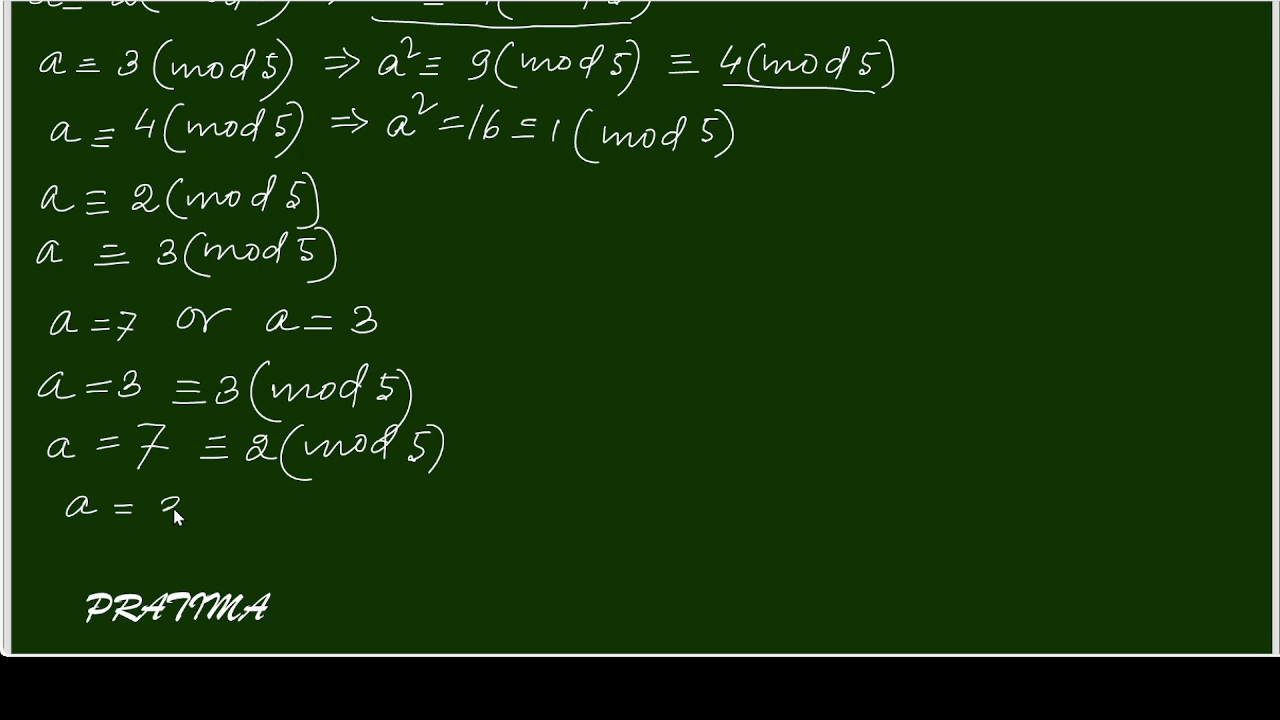 a ≡ 3 (mod 5) ⇒ a² ≡ 9 (mod 5) ≡ 4 (mod 5)
a ≡ 4 (mod 5) ⇒ a² = 16 ≡ 1 (mod 5)
a ≡ 2 (mod 5)
a ≡ 3 (mod 5)
a = 7 or a = 3
a = 3 ≡ 3 (mod 5)
a = 7 ≡ 2 (mod 5)
a =
PRATIMA